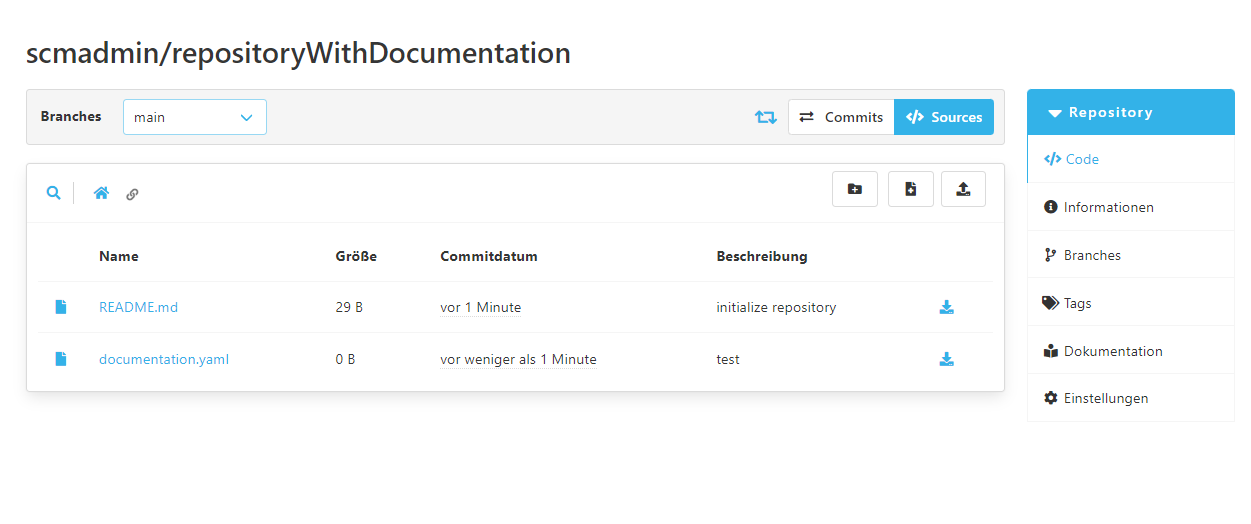 scmadmin/repositoryWithDocumentation
Branches main Commits Sources
Name Größe Commitdatum Beschreibung
README.md 29 B vor 1 Minute initialize repository
documentation.yaml 0 B vor weniger als 1 Minute test
Repository
Code
Informationen
Branches
Tags
Dokumentation
Einstellungen